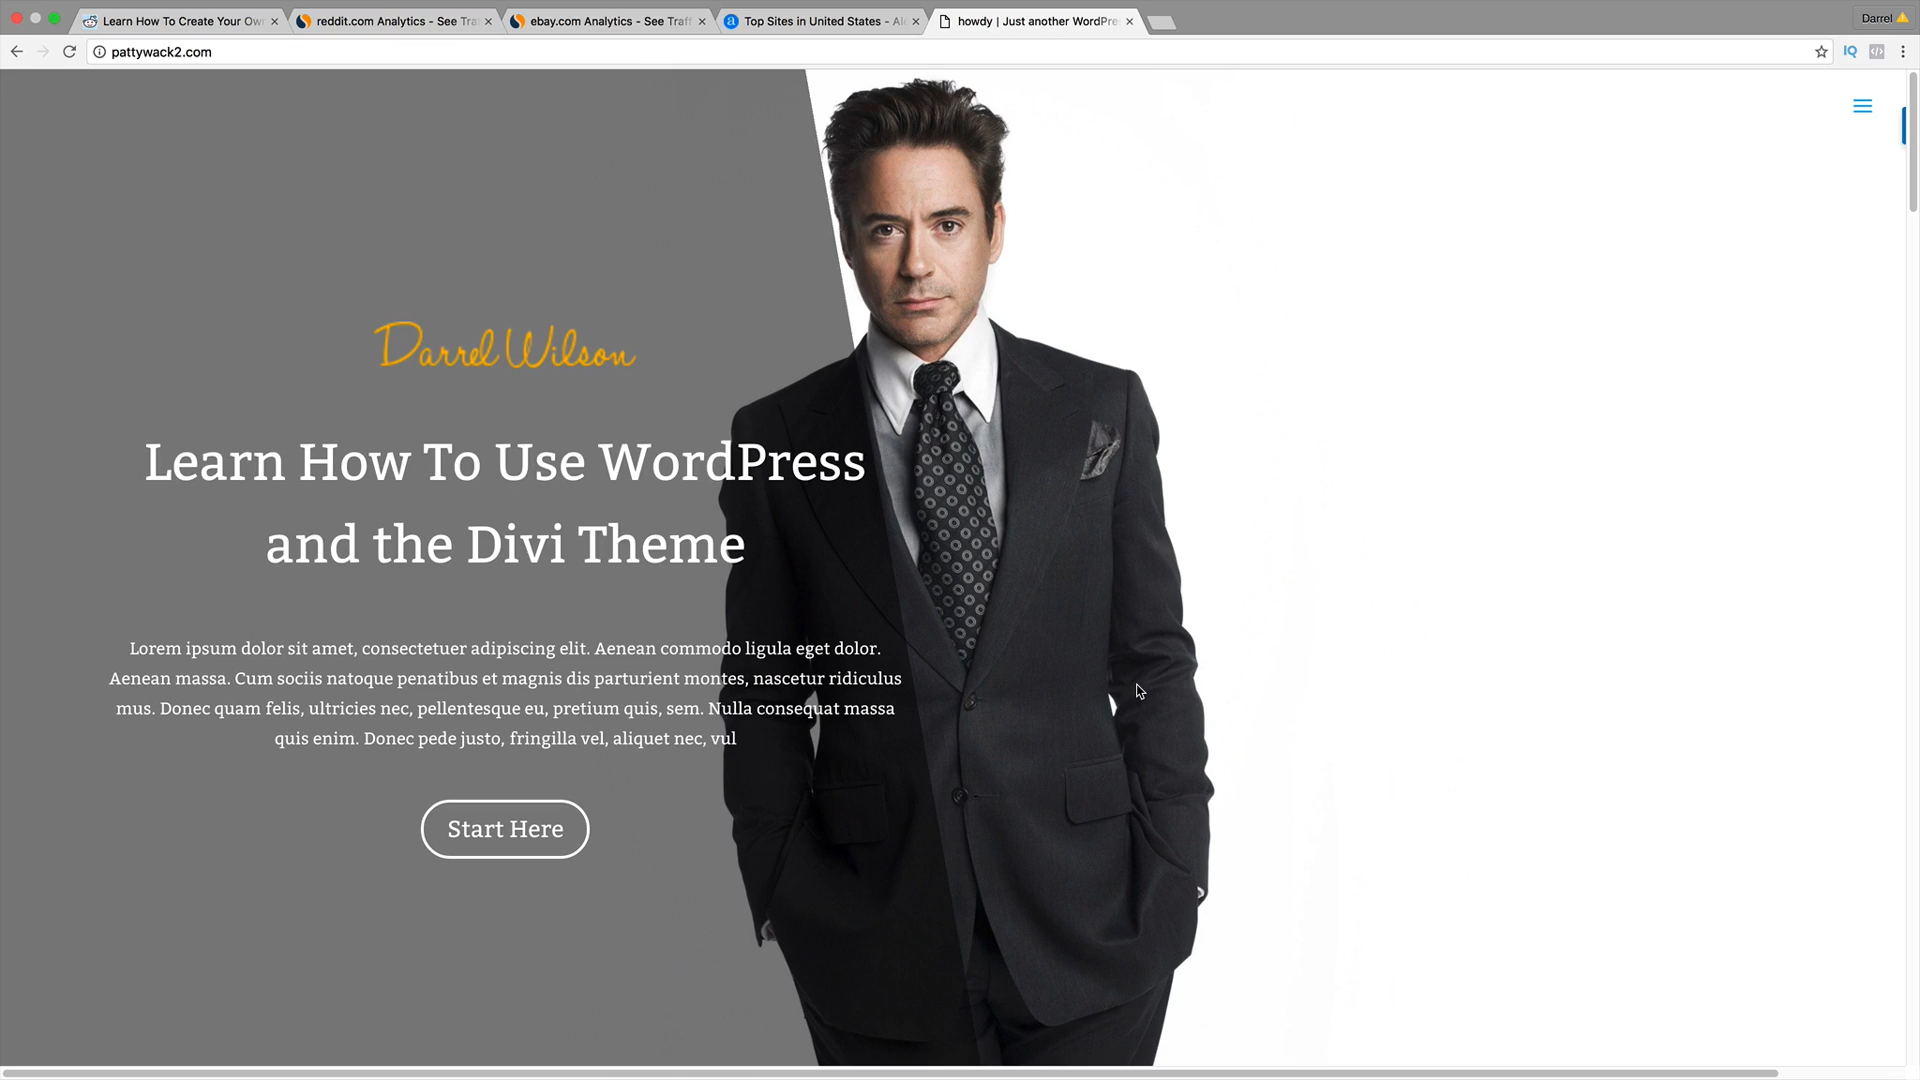 Learn How To Create Your Own
reddit.com Analytics - See Traf
ebay.com Analytics - See Traff
Top Sites in United States - Ale
howdy | Just another WordPres
Darrel
pattywack2.com
IQ
Darrel Wilson
Learn How To Use WordPress
and the Divi Theme
Lorem ipsum dolor sit amet, consectetuer adipiscing elit. Aenean commodo ligula eget dolor.
Aenean massa. Cum sociis natoque penatibus et magnis dis parturient montes, nascetur ridiculus
mus. Donec quam felis, ultricies nec, pellentesque eu, pretium quis, sem. Nulla consequat massa
quis enim. Donec pede justo, fringilla vel, aliquet nec, vul
Start Here